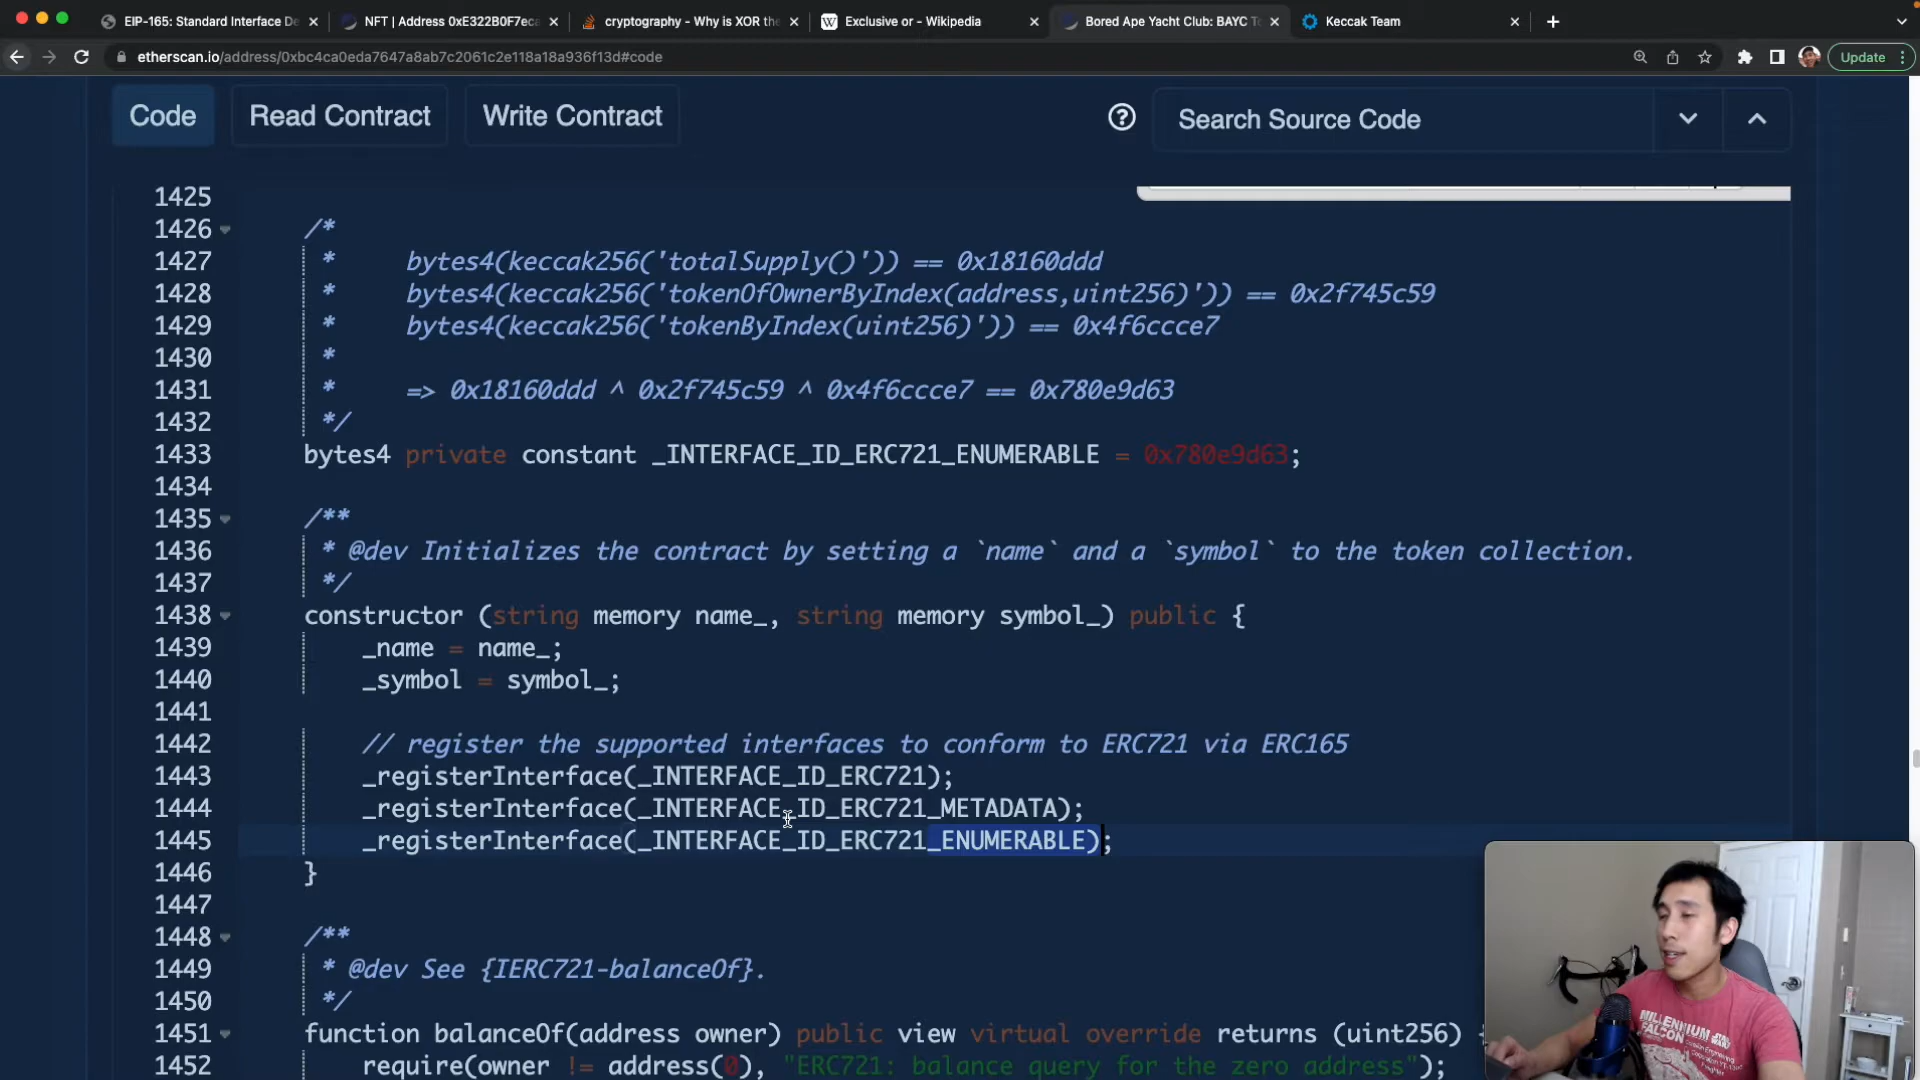 EIP-165: Standard Interface De
NFT | Address 0xE322B0F7eca
cryptography - Why is XOR the
Exclusive or - Wikipedia
Bored Ape Yacht Club: BAYC T
Keccak Team
etherscan.io/address/0xbc4ca0eda7647a8ab7c2061c2e118a18a936f13d#code
Update
Code
Read Contract
Write Contract
Search Source Code
1425
1426 /*
1427 * bytes4(keccak256('totalSupply()')) == 0x18160ddd
1428 * bytes4(keccak256('tokenOfOwnerByIndex(address,uint256)')) == 0x2f745c59
1429 * bytes4(keccak256('tokenByIndex(uint256)')) == 0x4f6ccce7
1430 *
1431 * => 0x18160ddd ^ 0x2f745c59 ^ 0x4f6ccce7 == 0x780e9d63
1432 */
1433 bytes4 private constant _INTERFACE_ID_ERC721_ENUMERABLE = 0x780e9d63;
1434
1435 /**
1436 * @dev Initializes the contract by setting a `name` and a `symbol` to the token collection.
1437 */
1438 constructor (string memory name_, string memory symbol_) public {
1439 _name = name_;
1440 _symbol = symbol_;
1441
1442 // register the supported interfaces to conform to ERC721 via ERC165
1443 _registerInterface(_INTERFACE_ID_ERC721);
1444 _registerInterface(_INTERFACE_ID_ERC721_METADATA);
1445 _registerInterface(_INTERFACE_ID_ERC721_ENUMERABLE);
1446 }
1447
1448 /**
1449 * @dev See {IERC721-balanceOf}.
1450 */
1451 function balanceOf(address owner) public view virtual override returns (uint256) {
1452 require(owner != address(0), "ERC721: balance query for the zero address");
MILLENNIUM
FALCON